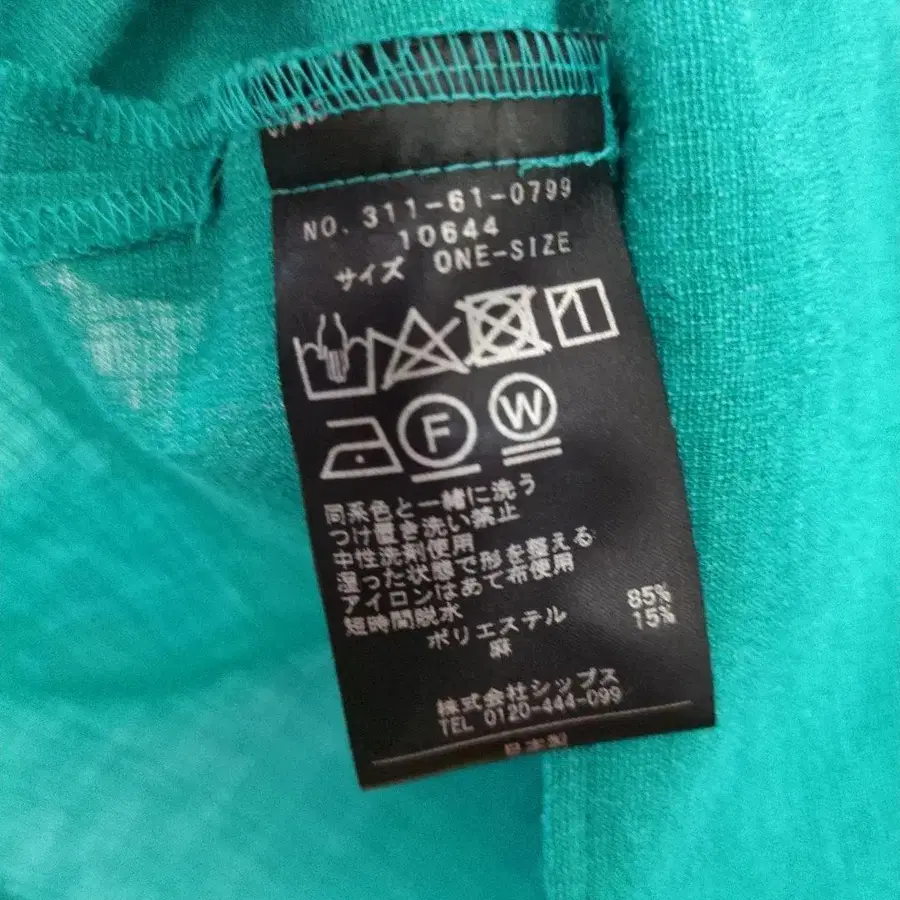 NO. 311-61-0799
10644
サイズ ONE-SIZE
F W
同系色と一緒に洗う
つけ置き洗い禁止
中性洗剤使用
湿った状態で形を整える
アイロンはあて布使用
短時間脱水
ポリエステル 85%
麻 15%
株式会社シップス
TEL 0120-444-099
日本製